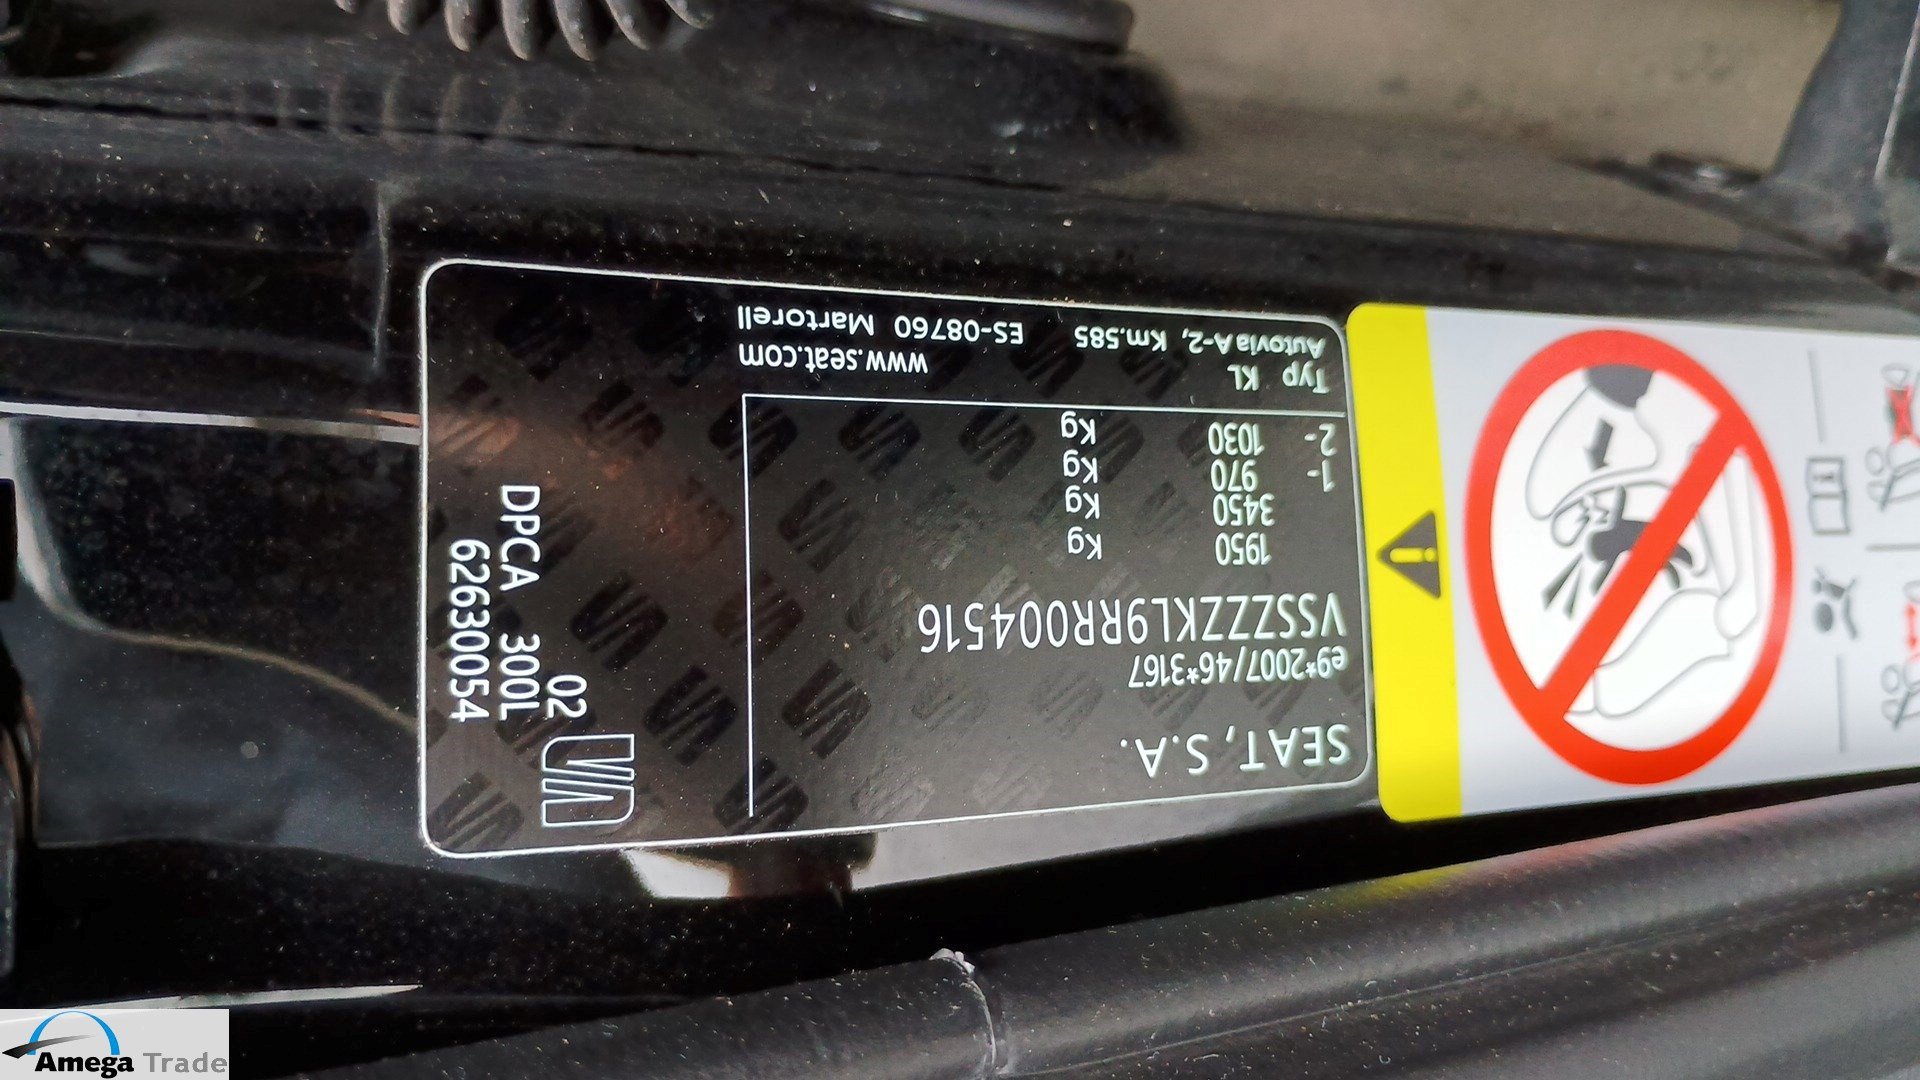 SEAT, S.A.
e9*2007/46*3167
VSSZZZKL9RR004516
1950 Kg
3450 Kg
1- 970 Kg
2- 1030 Kg
Typ KL www.seat.com
Autovia A-2, Km.585 ES-08760 Martorell
02
DPCA 300L
62630054
Amega Trade